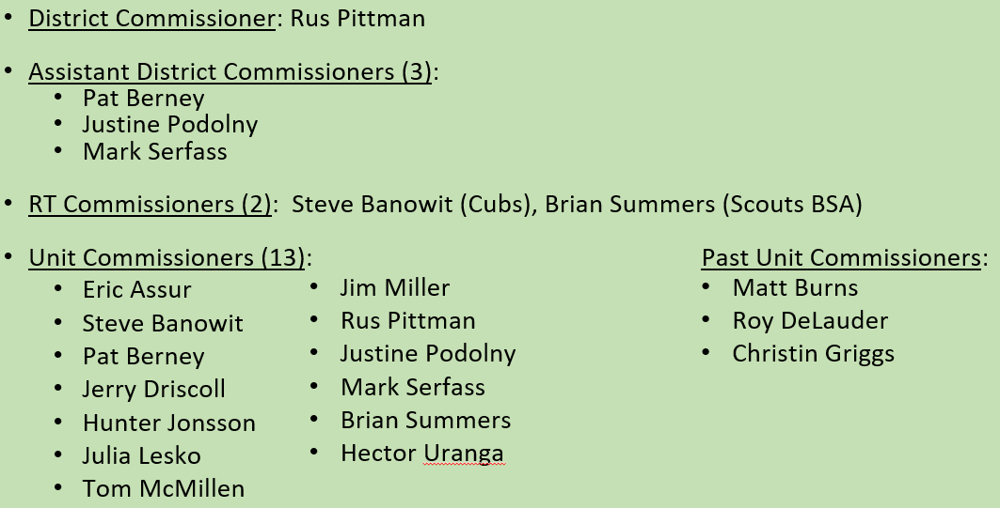 • District Commissioner: Rus Pittman
• Assistant District Commissioners (3):
• Pat Berney
• Justine Podolny
• Mark Serfass
• RT Commissioners (2): Steve Banowit (Cubs), Brian Summers (Scouts BSA)
• Unit Commissioners (13):
• Eric Assur
• Steve Banowit
• Pat Berney
• Jerry Driscoll
• Hunter Jonsson
• Julia Lesko
• Tom McMillen
• Jim Miller
• Rus Pittman
• Justine Podolny
• Mark Serfass
• Brian Summers
• Hector Uranga
Past Unit Commissioners:
• Matt Burns
• Roy DeLauder
• Christin Griggs